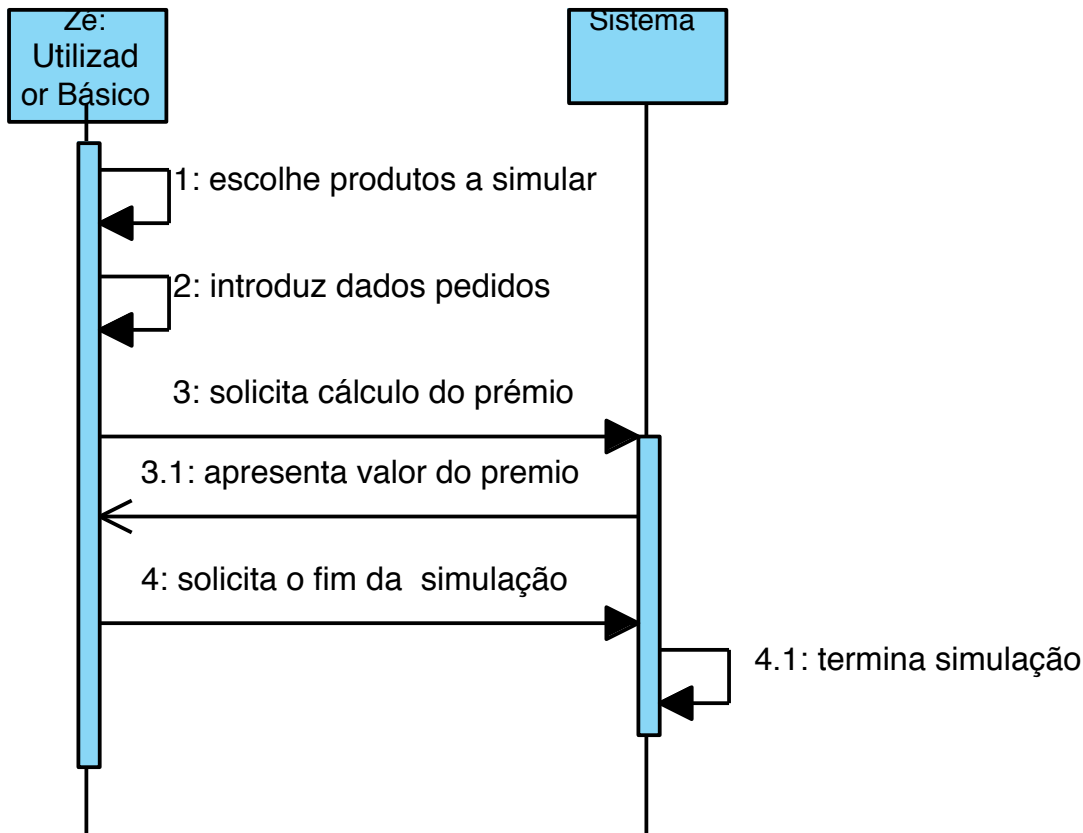 Zé:
Utilizad
or Básico
Sistema
1: escolhe produtos a simular
2: introduz dados pedidos
3: solicita cálculo do prémio
3.1: apresenta valor do premio
4: solicita o fim da  simulação
4.1: termina simulação